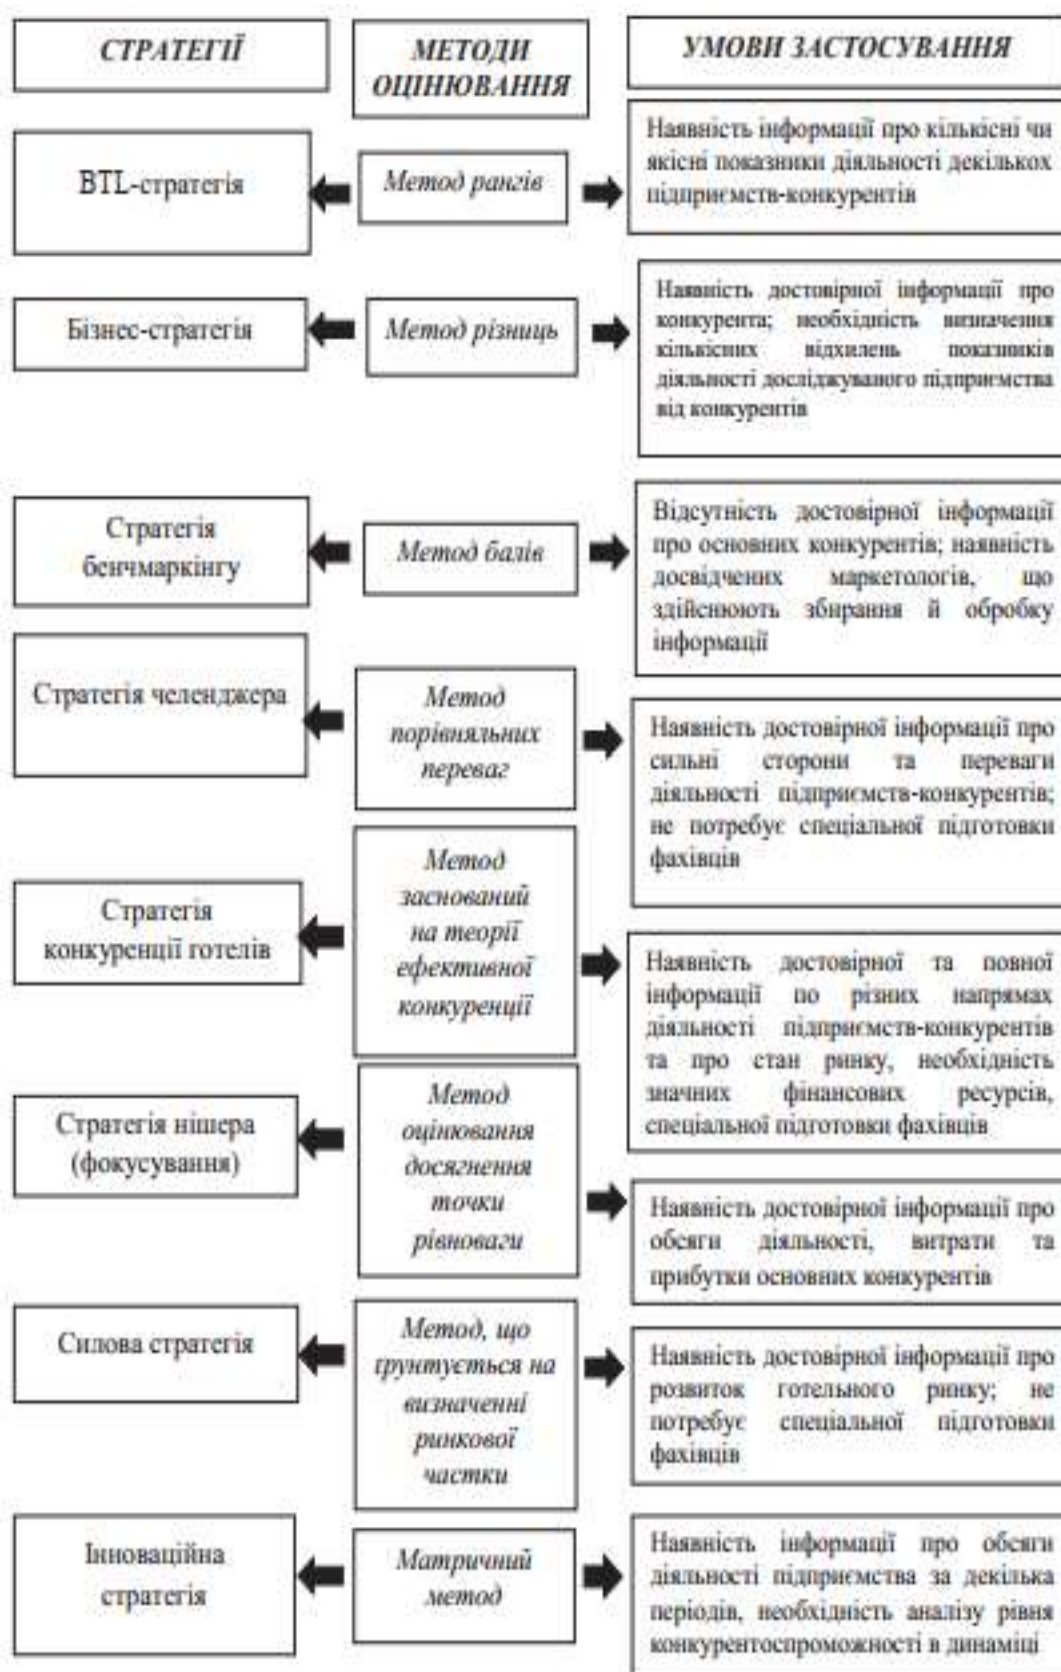 СТРАТЕГІЇ
МЕТОДИ
ОЦІНЮВАННЯ
УМОВИ ЗАСТОСУВАННЯ
BTL-стратегія
Метод рангів
Наявність інформації про кількісні чи
якісні показники діяльності декількох
підприємств-конкурентів
Бізнес-стратегія
Метод різниць
Наявність достовірної інформації про
конкурента; необхідність визначення
кількісних відхилень показників
діяльності досліджуваного підприємства
від конкурентів
Стратегія
бенчмаркінгу
Метод балів
Відсутність достовірної інформації
про основних конкурентів; наявність
досвідчених маркетологів, що
здійснюють збирання й обробку
інформації
Стратегія челенджера
Метод
порівняльних
переваг
Наявність достовірної інформації про
сильні сторони та переваги
діяльності підприємств-конкурентів;
не потребує спеціальної підготовки
фахівців
Стратегія
конкуренції готелів
Метод
заснований
на теорії
ефективної
конкуренції
Наявність достовірної та повної
інформації по різних напрямах
діяльності підприємств-конкурентів
та про стан ринку, необхідність
значних фінансових ресурсів,
спеціальної підготовки фахівців
Стратегія нішера
(фокусування)
Метод
оцінювання
досягнення
точки
рівноваги
Наявність достовірної інформації про
обсяги діяльності, витрати та
прибутки основних конкурентів
Силова стратегія
Метод, що
ґрунтується на
визначенні
ринкової
частки
Наявність достовірної інформації про
розвиток готельного ринку; не
потребує спеціальної підготовки
фахівців
Інноваційна
стратегія
Матричний
метод
Наявність інформації про обсяги
діяльності підприємства за декілька
періодів, необхідність аналізу рівня
конкурентоспроможності в динаміці